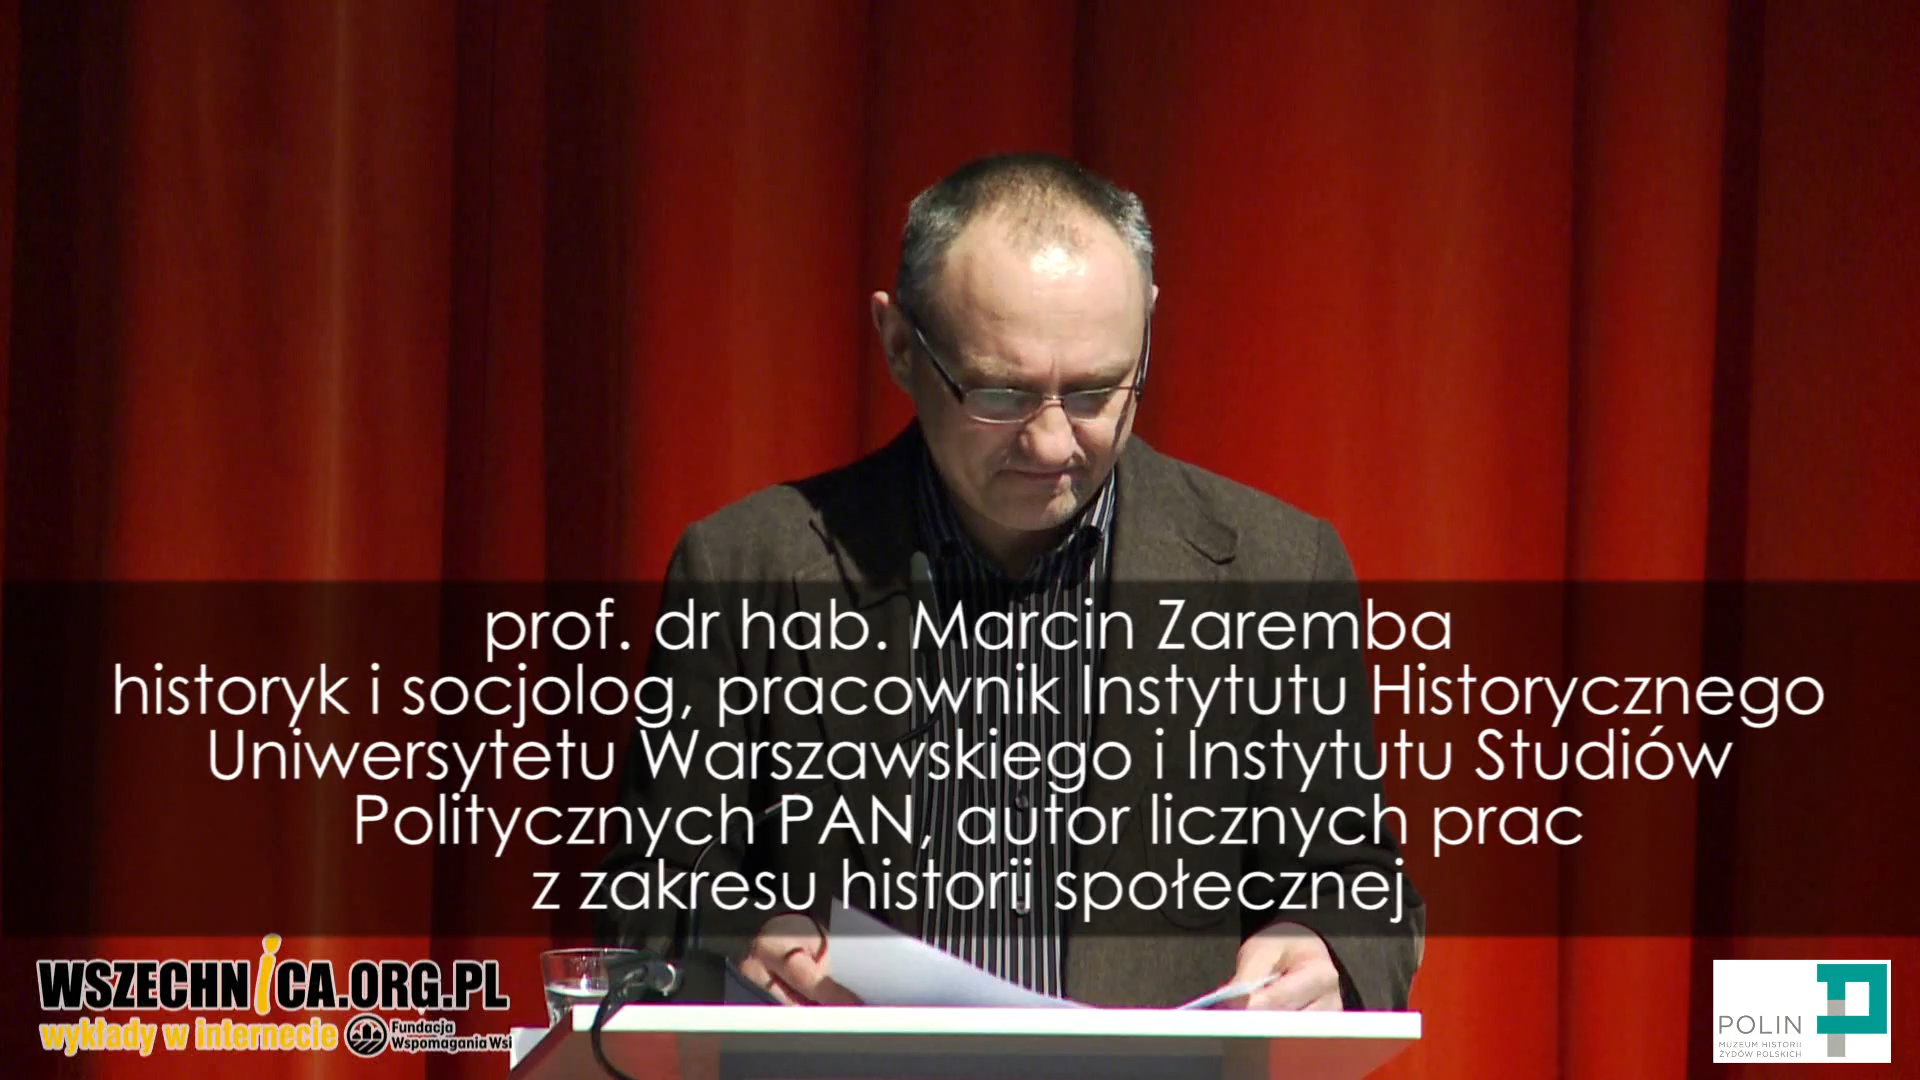 prof. dr hab. Marcin Zaremba
historyk i socjolog, pracownik Instytutu Historycznego
Uniwersytetu Warszawskiego i Instytutu Studiów
Politycznych PAN, autor licznych prac
z zakresu historii społecznej
WSZECHNiCA.ORG.PL
wykłady w internecie
Fundacja
Wspomagania Wsi
POLIN
MUZEUM HISTORII
ŻYDÓW POLSKICH